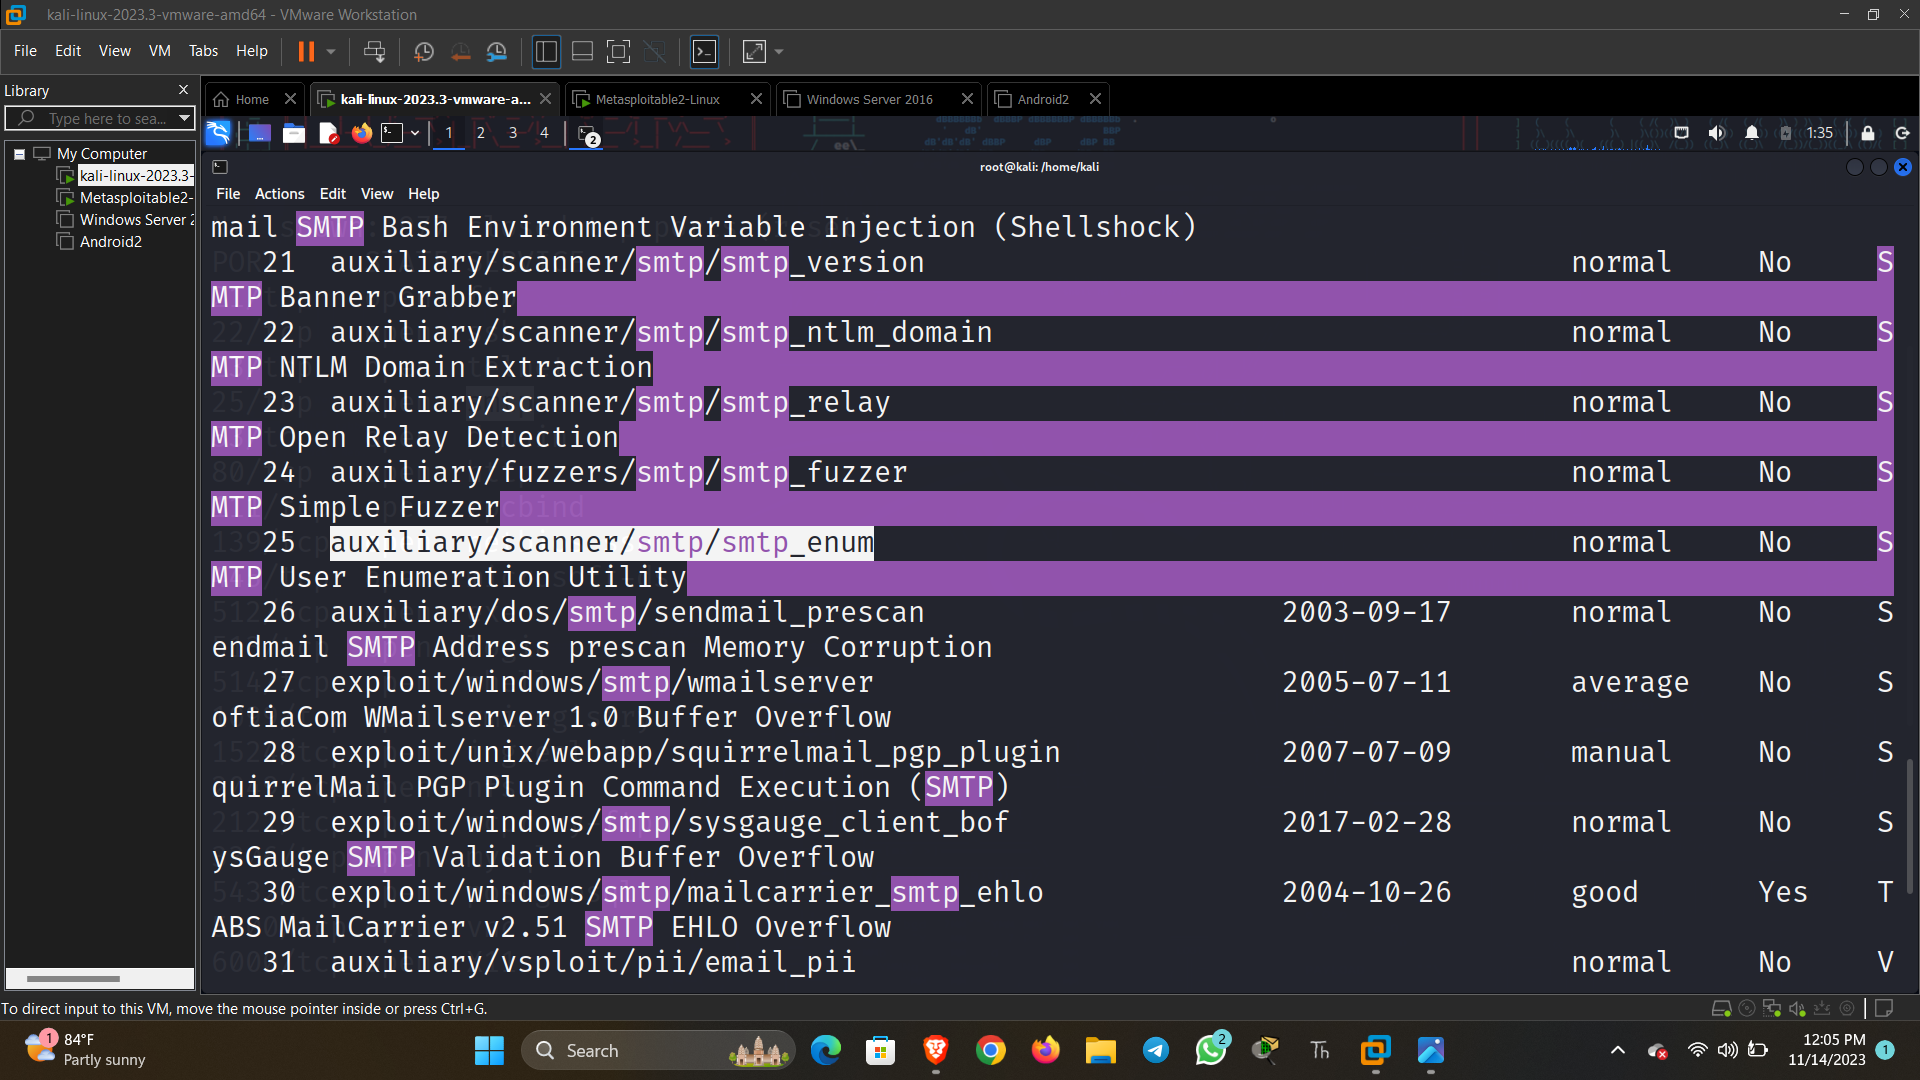 kali-linux-2023.3-vmware-amd64 - VMware Workstation
File Edit View VM Tabs Help
Library
Home kali-linux-2023.3-vmware-a... Metasploitable2-Linux Windows Server 2016 Android2
Type here to sea...
1 2 3 4 2 1:35
My Computer
kali-linux-2023.3-
Metasploitable2-
Windows Server 2
Android2
root@kali: /home/kali
File Actions Edit View Help
mail SMTP Bash Environment Variable Injection (Shellshock)
21 auxiliary/scanner/smtp/smtp_version normal No S
MTP Banner Grabber
22 auxiliary/scanner/smtp/smtp_ntlm_domain normal No S
MTP NTLM Domain Extraction
23 auxiliary/scanner/smtp/smtp_relay normal No S
MTP Open Relay Detection
24 auxiliary/fuzzers/smtp/smtp_fuzzer normal No S
MTP Simple Fuzzer
25 auxiliary/scanner/smtp/smtp_enum normal No S
MTP User Enumeration Utility
26 auxiliary/dos/smtp/sendmail_prescan 2003-09-17 normal No S
endmail SMTP Address prescan Memory Corruption
27 exploit/windows/smtp/wmailserver 2005-07-11 average No S
oftiaCom WMailserver 1.0 Buffer Overflow
28 exploit/unix/webapp/squirrelmail_pgp_plugin 2007-07-09 manual No S
quirrelMail PGP Plugin Command Execution (SMTP)
29 exploit/windows/smtp/sysgauge_client_bof 2017-02-28 normal No S
ysGauge SMTP Validation Buffer Overflow
30 exploit/windows/smtp/mailcarrier_smtp_ehlo 2004-10-26 good Yes T
ABS MailCarrier v2.51 SMTP EHLO Overflow
31 auxiliary/vsploit/pii/email_pii normal No V
To direct input to this VM, move the mouse pointer inside or press Ctrl+G.
1 84°F
Partly sunny
Search
2
Th
12:05 PM
11/14/2023
1